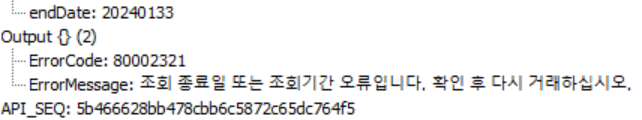 endDate: 20240133
Output {} (2)
ErrorCode: 80002321
ErrorMessage: 조회 종료일 또는 조회기간 오류입니다. 확인 후 다시 거래하십시오.
API_SEQ: 5b466628bb478cbb6c5872c65dc764f5